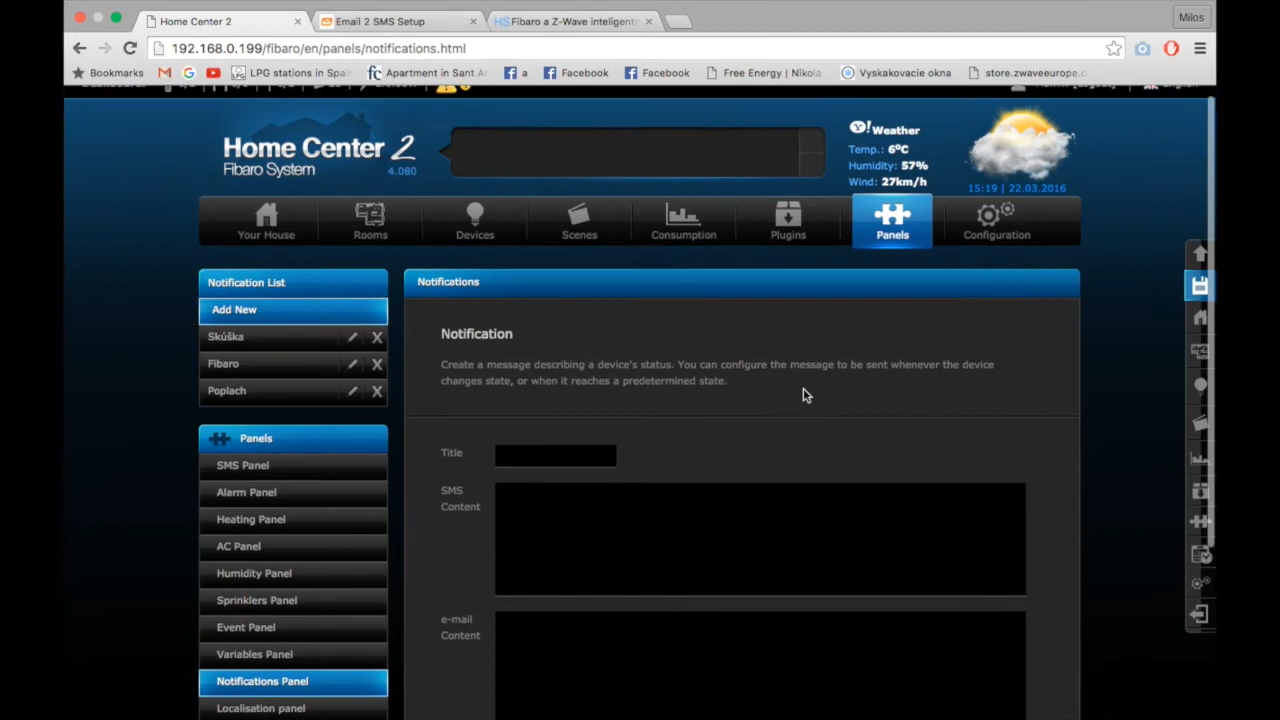 Home Center 2
Email 2 SMS Setup
Fibaro a Z-Wave inteligentn
Milos
192.168.0.199/fibaro/en/panels/notifications.html
Bookmarks
LPG stations in Spain
Apartment in Sant An
a
Facebook
Facebook
Free Energy | Nikola
Vyskakovacie okna
store.zwaveeurope.c
Home Center 2
Fibaro System
4.080
Y! Weather
Temp.: 6°C
Humidity: 57%
Wind: 27km/h
15:19 | 22.03.2016
Your House
Rooms
Devices
Scenes
Consumption
Plugins
Panels
Configuration
Notification List
Add New
Skúška
Fibaro
Poplach
Panels
SMS Panel
Alarm Panel
Heating Panel
AC Panel
Humidity Panel
Sprinklers Panel
Event Panel
Variables Panel
Notifications Panel
Localisation panel
Notifications
Notification
Create a message describing a device's status. You can configure the message to be sent whenever the device
changes state, or when it reaches a predetermined state.
Title
SMS
Content
e-mail
Content